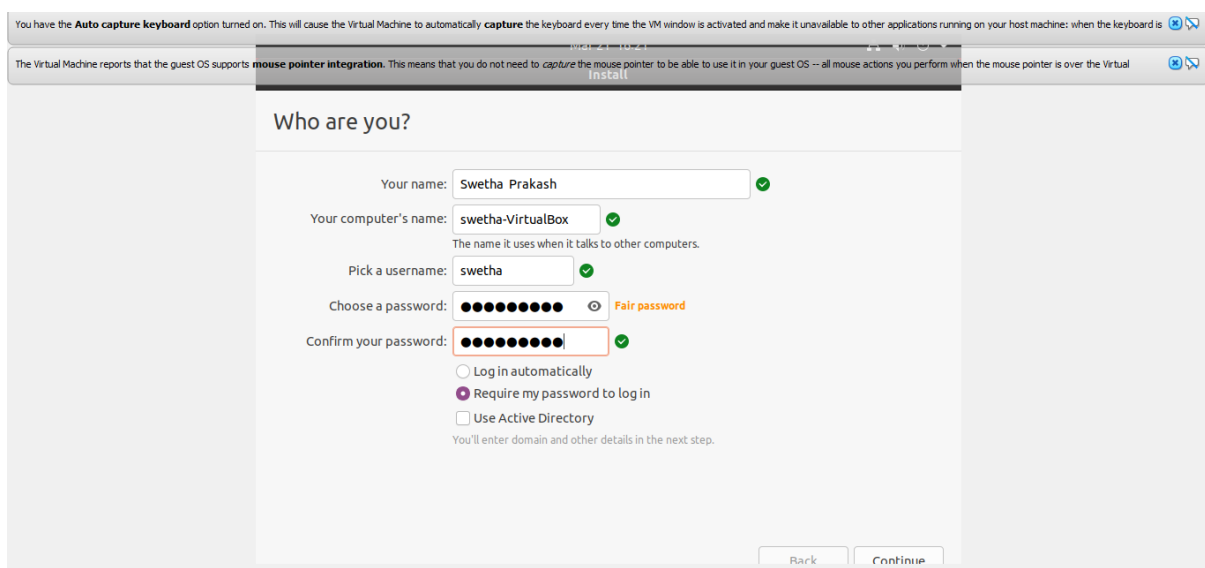 You have the Auto capture keyboard option turned on. This will cause the Virtual Machine to automatically capture the keyboard every time the VM window is activated and make it unavailable to other applications running on your host machine: when the keyboard is
Mar 21 16:21
The Virtual Machine reports that the guest OS supports mouse pointer integration. This means that you do not need to capture the mouse pointer to be able to use it in your guest OS -- all mouse actions you perform when the mouse pointer is over the Virtual
Install
Who are you?
Your name: Swetha Prakash
Your computer's name: swetha-VirtualBox
The name it uses when it talks to other computers.
Pick a username: swetha
Choose a password: ●●●●●●●●● Fair password
Confirm your password: ●●●●●●●●●
Log in automatically
Require my password to log in
Use Active Directory
You'll enter domain and other details in the next step.
Back Continue